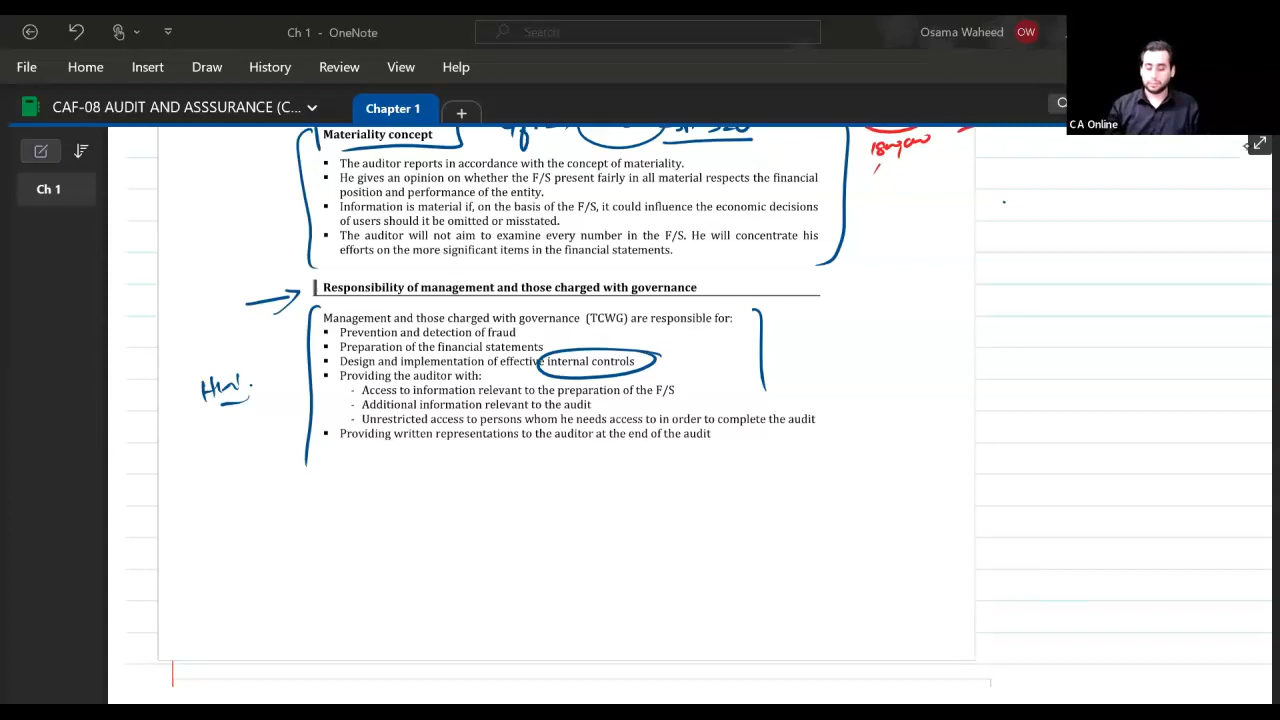 Ch 1 - OneNote
Search
Osama Waheed OW
File Home Insert Draw History Review View Help
CAF-08 AUDIT AND ASSSURANCE (C...
Chapter 1
CA Online
Ch 1
Materiality concept
▪ The auditor reports in accordance with the concept of materiality.
▪ He gives an opinion on whether the F/S present fairly in all material respects the financial
position and performance of the entity.
▪ Information is material if, on the basis of the F/S, it could influence the economic decisions
of users should it be omitted or misstated.
▪ The auditor will not aim to examine every number in the F/S. He will concentrate his
efforts on the more significant items in the financial statements.
Responsibility of management and those charged with governance
Management and those charged with governance (TCWG) are responsible for:
▪ Prevention and detection of fraud
▪ Preparation of the financial statements
▪ Design and implementation of effective internal controls
▪ Providing the auditor with:
- Access to information relevant to the preparation of the F/S
- Additional information relevant to the audit
- Unrestricted access to persons whom he needs access to in order to complete the audit
▪ Providing written representations to the auditor at the end of the audit